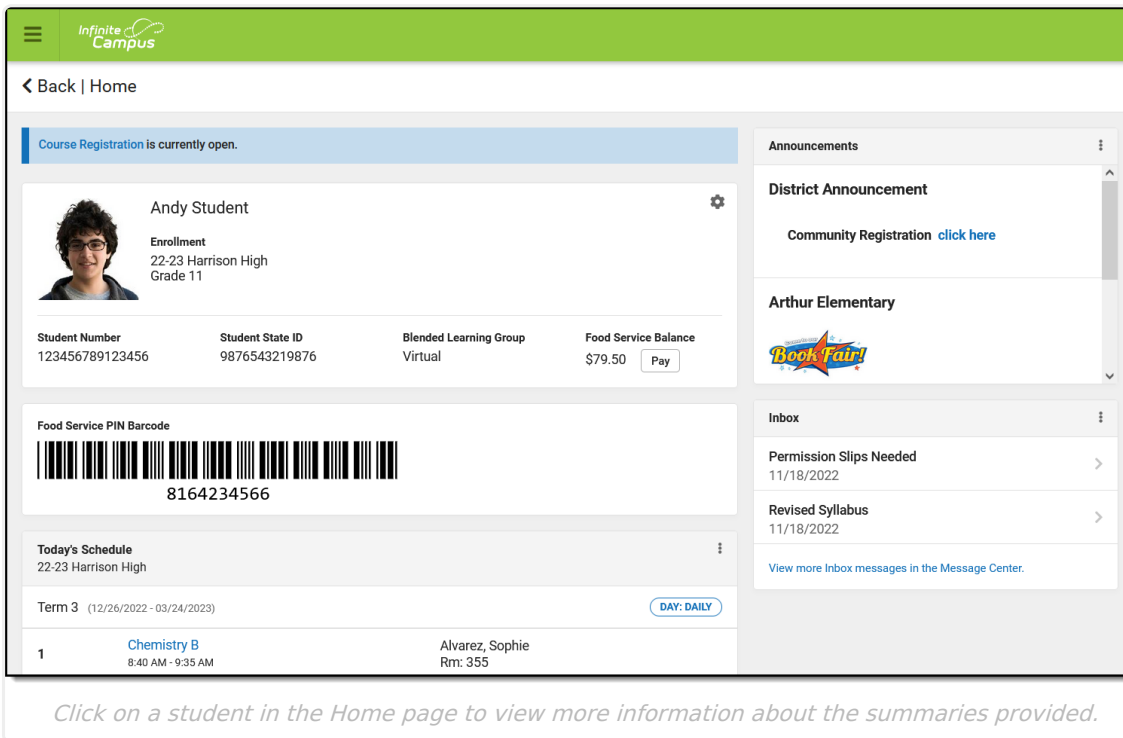 Infinite
Campus
Back | Home
Course Registration is currently open.
Andy Student
Enrollment
22-23 Harrison High
Grade 11
Student Number
123456789123456
Student State ID
9876543219876
Blended Learning Group
Virtual
Food Service Balance
$79.50 Pay
Food Service PIN Barcode
8164234566
Today's Schedule
22-23 Harrison High
Term 3 (12/26/2022 - 03/24/2023) DAY: DAILY
1
Chemistry B
8:40 AM - 9:35 AM
Alvarez, Sophie
Rm: 355
Announcements
District Announcement
Community Registration click here
Arthur Elementary
Book Fair!
Inbox
Permission Slips Needed
11/18/2022
Revised Syllabus
11/18/2022
View more Inbox messages in the Message Center.
Click on a student in the Home page to view more information about the summaries provided.